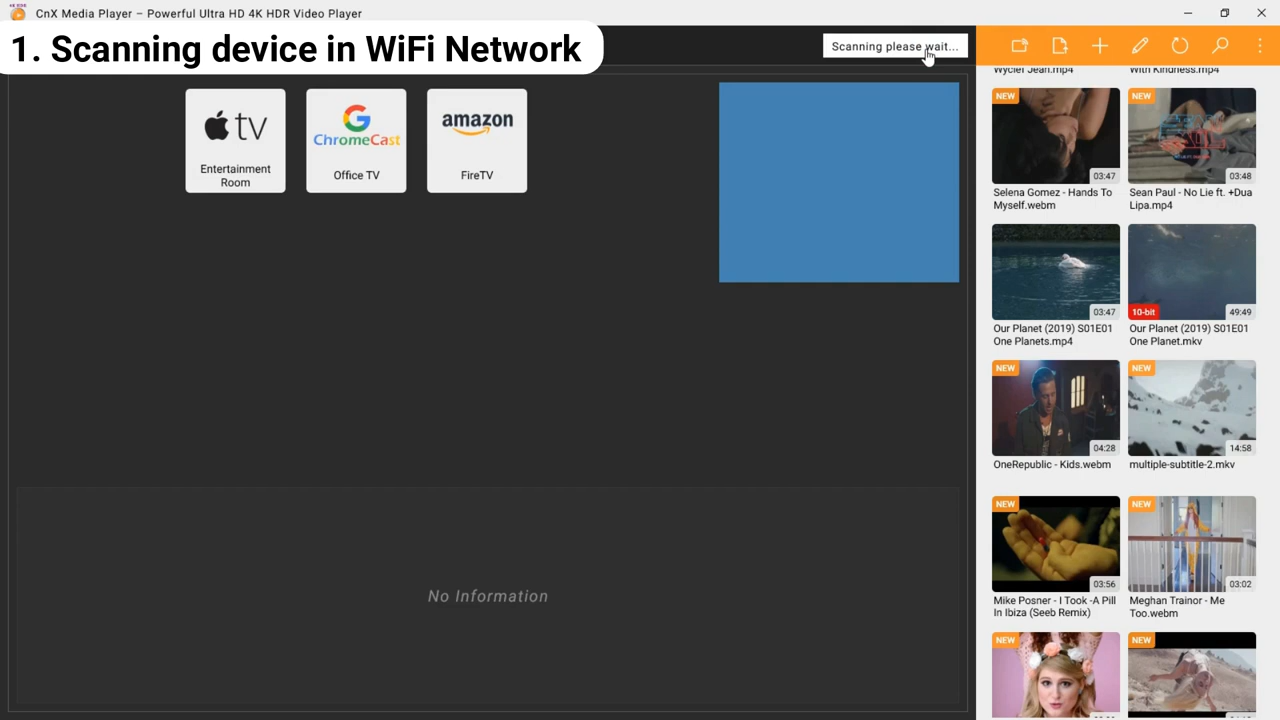 4K HDR
CnX Media Player – Powerful Ultra HD 4K HDR Video Player
1. Scanning device in WiFi Network
Scanning please wait...
tv
Entertainment
Room
G
ChromeCast
Office TV
amazon
FireTV
No Information
Wyclef Jean.mp4
With Kindness.mp4
NEW
03:47
Selena Gomez - Hands To
Myself.webm
NEW
03:48
Sean Paul - No Lie ft. +Dua
Lipa.mp4
03:47
Our Planet (2019) S01E01
One Planets.mp4
10-bit
49:49
Our Planet (2019) S01E01
One Planet.mkv
NEW
04:28
OneRepublic - Kids.webm
NEW
14:58
multiple-subtitle-2.mkv
NEW
03:56
Mike Posner - I Took -A Pill
In Ibiza (Seeb Remix)
NEW
03:02
Meghan Trainor - Me
Too.webm
NEW
NEW